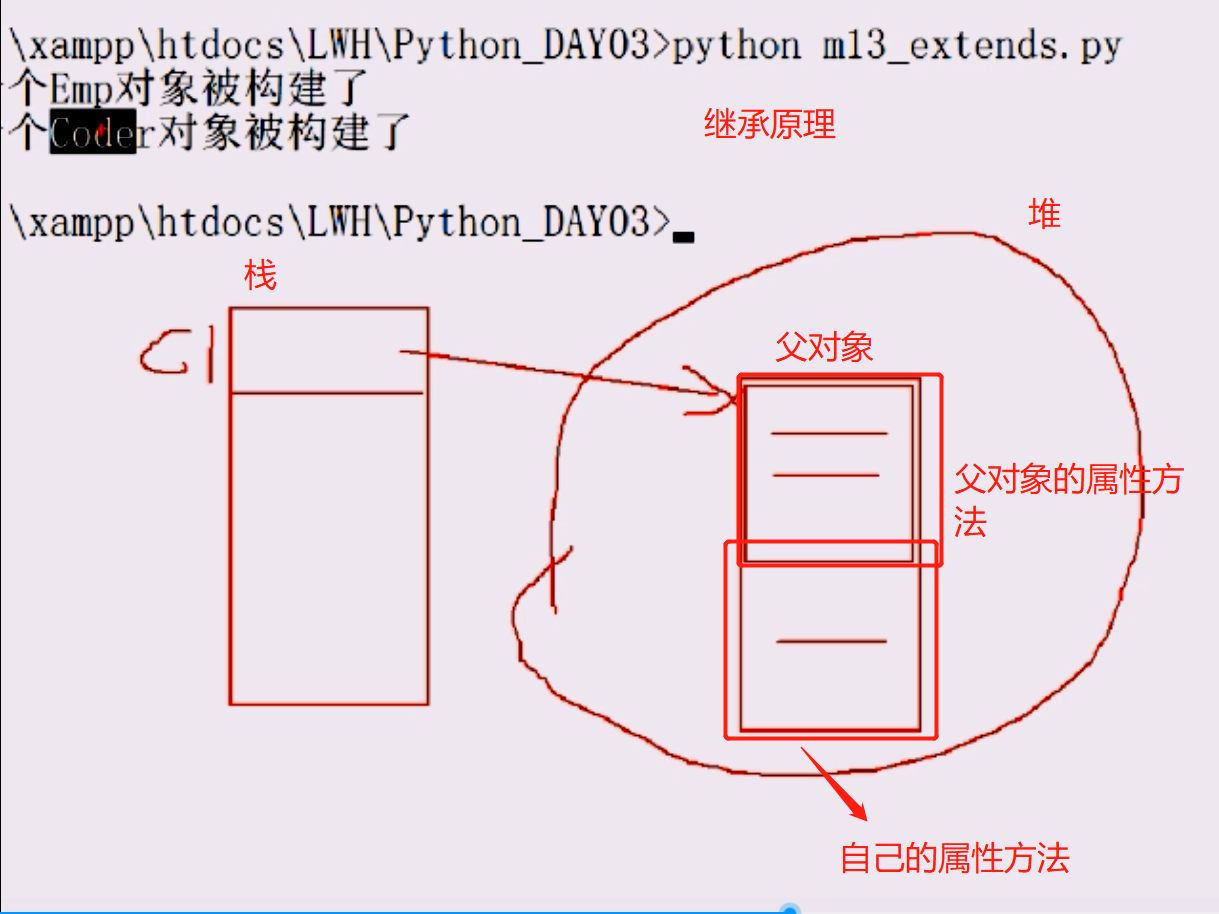 \xampp\htdocs\LWH\Python_DAY03>python m13_extends.py
个Emp对象被构建了
个Coder对象被构建了
继承原理
\xampp\htdocs\LWH\Python_DAY03>
堆
栈
C1
父对象
父对象的属性方
法
自己的属性方法